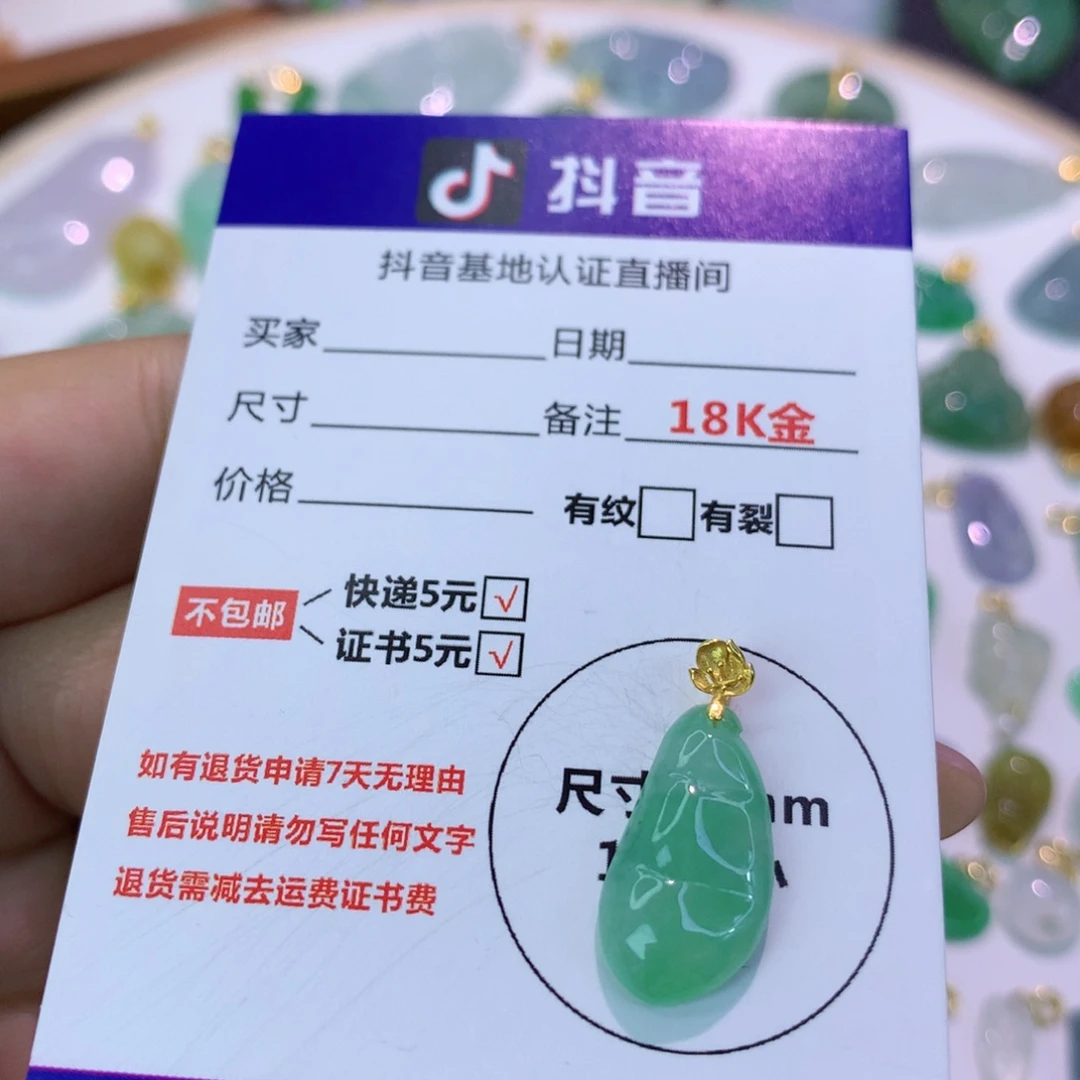 抖音
抖音基地认证直播间
买家 日期
尺寸 备注 18K金
价格 有纹 有裂
不包邮
快递5元 √
证书5元 √
如有退货申请7天无理由
售后说明请勿写任何文字
退货需减去运费证书费
尺寸